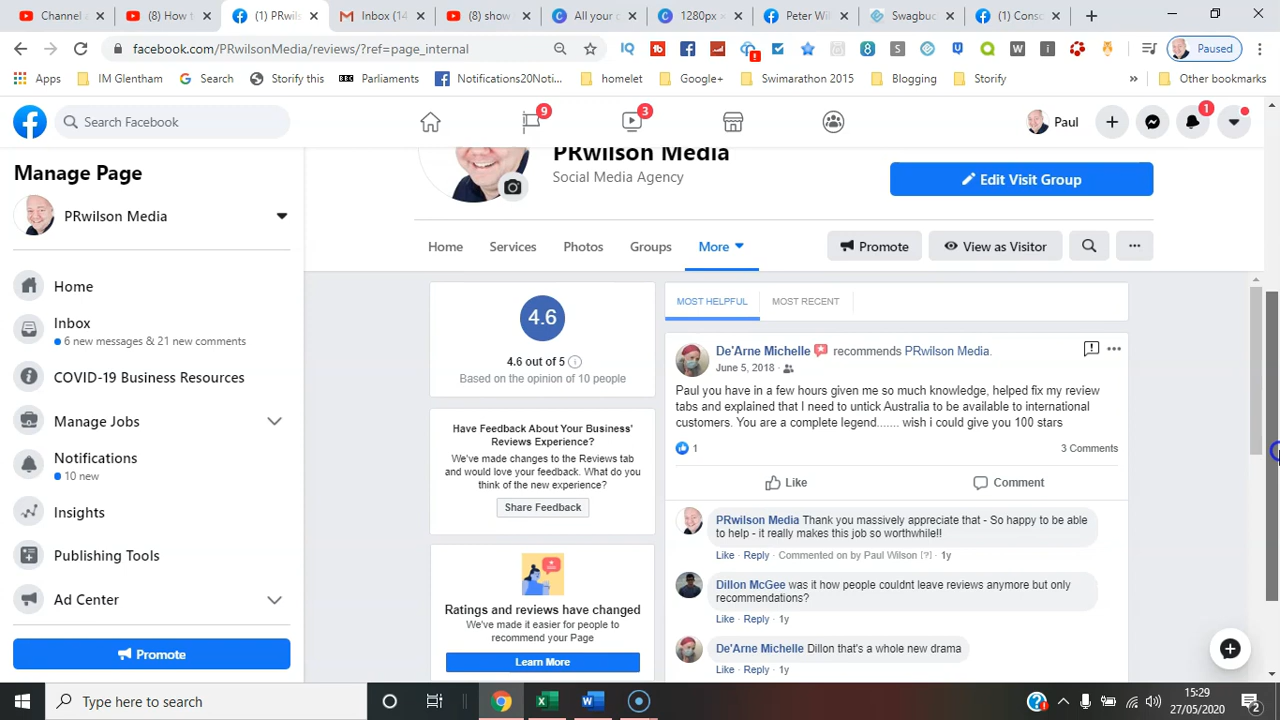 Channel c
(8) How t
(1) PRwils
Inbox (14
(8) show
All your d
1280px ×
Peter W
Swagbuc
(1) Consc
facebook.com/PRwilsonMedia/reviews/?ref=page_internal
Paused
Apps
IM Glentham
Search
Storify this
BBC Parliaments
Notifications20Noti...
homelet
Google+
Swimarathon 2015
Blogging
Storify
»
Other bookmarks
Search Facebook
9
3
Paul
1
Manage Page
PRwilson Media
Home
Inbox
6 new messages & 21 new comments
COVID-19 Business Resources
Manage Jobs
Notifications
10 new
Insights
Publishing Tools
Ad Center
Promote
PRwilson Media
Social Media Agency
Edit Visit Group
Home
Services
Photos
Groups
More
Promote
View as Visitor
4.6
4.6 out of 5
Based on the opinion of 10 people
Have Feedback About Your Business'
Reviews Experience?
We've made changes to the Reviews tab
and would love your feedback. What do you
think of the new experience?
Share Feedback
Ratings and reviews have changed
We've made it easier for people to
recommend your Page
Learn More
MOST HELPFUL
MOST RECENT
De'Arne Michelle recommends PRwilson Media.
June 5, 2018 ·
Paul you have in a few hours given me so much knowledge, helped fix my review
tabs and explained that I need to untick Australia to be available to international
customers. You are a complete legend....... wish i could give you 100 stars
1
3 Comments
Like
Comment
PRwilson Media Thank you massively appreciate that - So happy to be able
to help - it really makes this job so worthwhile!!
Like · Reply · Commented on by Paul Wilson [?] · 1y
Dillon McGee was it how people couldnt leave reviews anymore but only
recommendations?
Like · Reply · 1y
De'Arne Michelle Dillon that's a whole new drama
Like · Reply · 1y
Type here to search
15:29
27/05/2020
2